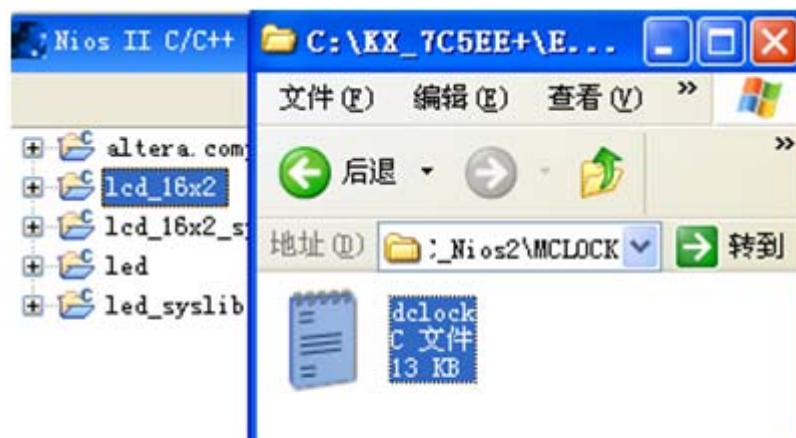 Nios II C/C++
altera.com
lcd_16x2
lcd_16x2_s
led
led_syslib
C:\KX_7C5EE+\E...
文件(F) 编辑(E) 查看(V) »
后退 »
地址(D) :_Nios2\MCLOCK 转到
dclock
C 文件
13 KB